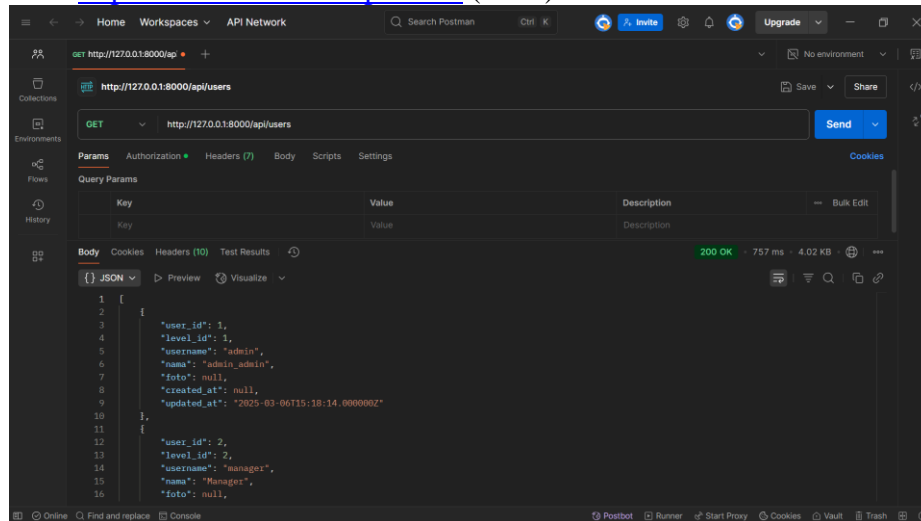 Home Workspaces API Network Search Postman Ctrl K Invite Upgrade
GET http://127.0.0.1:8000/ap No environment
HTTP http://127.0.0.1:8000/api/users Save Share
Collections
GET http://127.0.0.1:8000/api/users Send
Environments
Params Authorization Headers (7) Body Scripts Settings Cookies
Flows
Query Params
Key Value Description Bulk Edit
Key Value Description
History
Body Cookies Headers (10) Test Results 200 OK 757 ms 4.02 KB
{} JSON Preview Visualize
1 [
2 {
3 "user_id": 1,
4 "level_id": 1,
5 "username": "admin",
6 "nama": "admin_admin",
7 "foto": null,
8 "created_at": null,
9 "updated_at": "2025-03-06T15:18:14.000000Z"
10 },
11 {
12 "user_id": 2,
13 "level_id": 2,
14 "username": "manager",
15 "nama": "Manager",
16 "foto": null,
Online Find and replace Console Postbot Runner Start Proxy Cookies Vault Trash